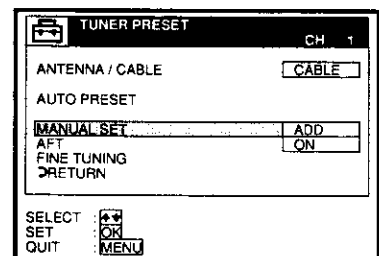 TUNER PRESET
CH 1
ANTENNA / CABLE CABLE
AUTO PRESET
MANUAL SET ADD
AFT ON
FINE TUNING
RETURN
SELECT :
SET : OK
QUIT : MENU